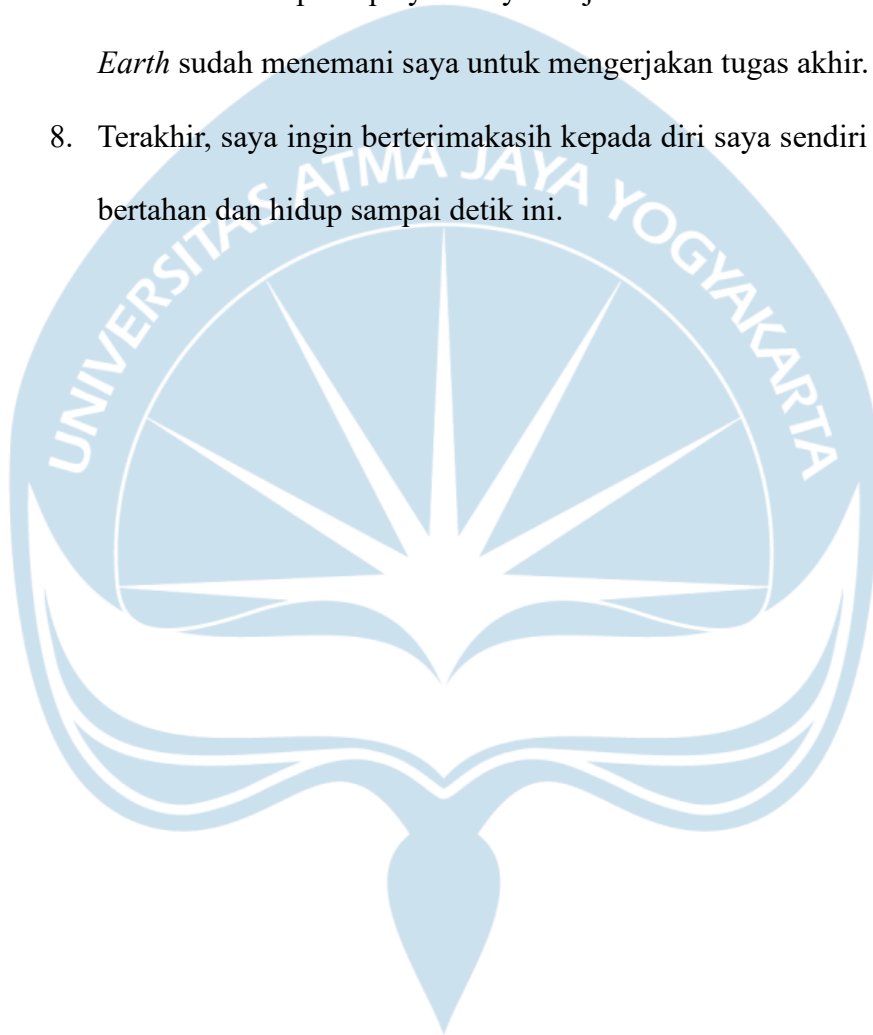 Earth sudah menemani saya untuk mengerjakan tugas akhir.
8. Terakhir, saya ingin berterimakasih kepada diri saya sendiri
bertahan dan hidup sampai detik ini.
UNIVERSITAS ATMA JAYA YOGYAKARTA